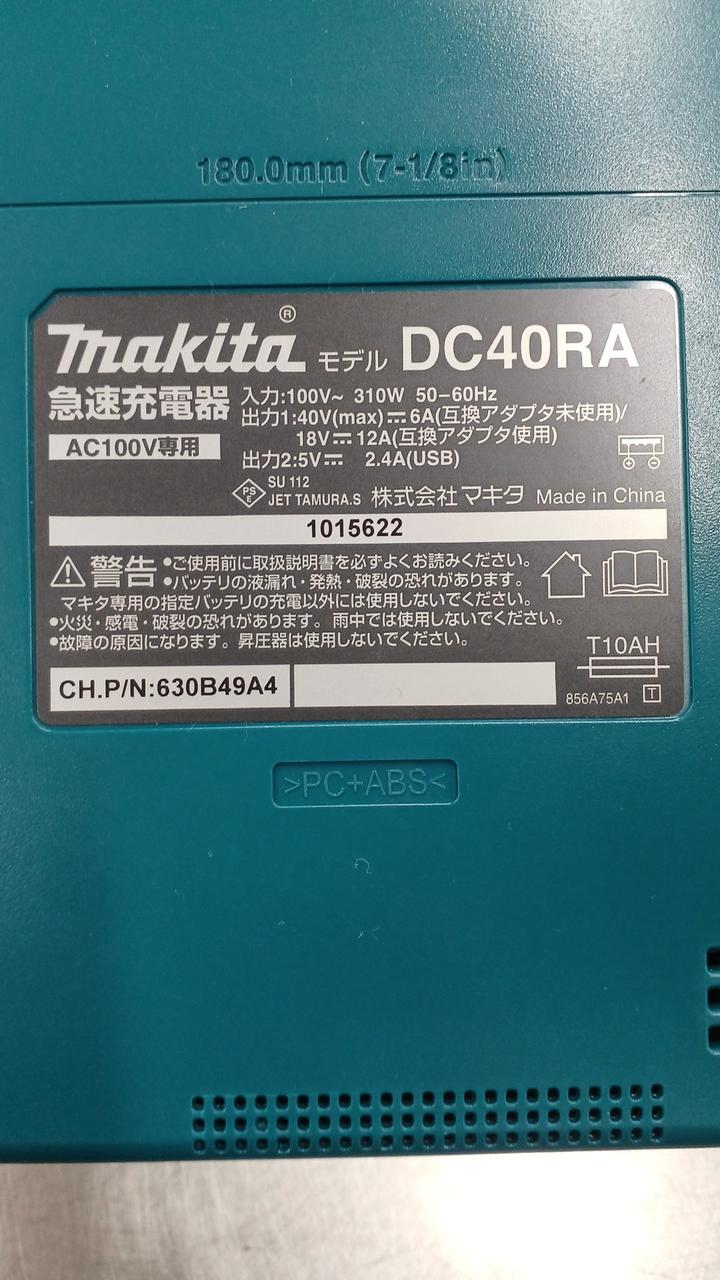 180.0mm (7-1/8in)
makita® モデル DC40RA
急速充電器
AC100V専用
入力:100V~ 310W 50-60Hz
出力1:40V(max)⎓6A(互換アダプタ未使用)/
18V⎓12A(互換アダプタ使用)
出力2:5V⎓ 2.4A(USB)
PSE
SU 112
JET TAMURA.S 株式会社マキタ Made in China
1015622
警告 •ご使用前に取扱説明書を必ずよくお読みください。
•バッテリの液漏れ・発熱・破裂の恐れがあります。
マキタ専用の指定バッテリの充電以外には使用しないでください。
•火災・感電・破裂の恐れがあります。雨中では使用しないでください。
•故障の原因になります。昇圧器は使用しないでください。
T10AH
CH.P/N:630B49A4
856A75A1 T
>PC+ABS<